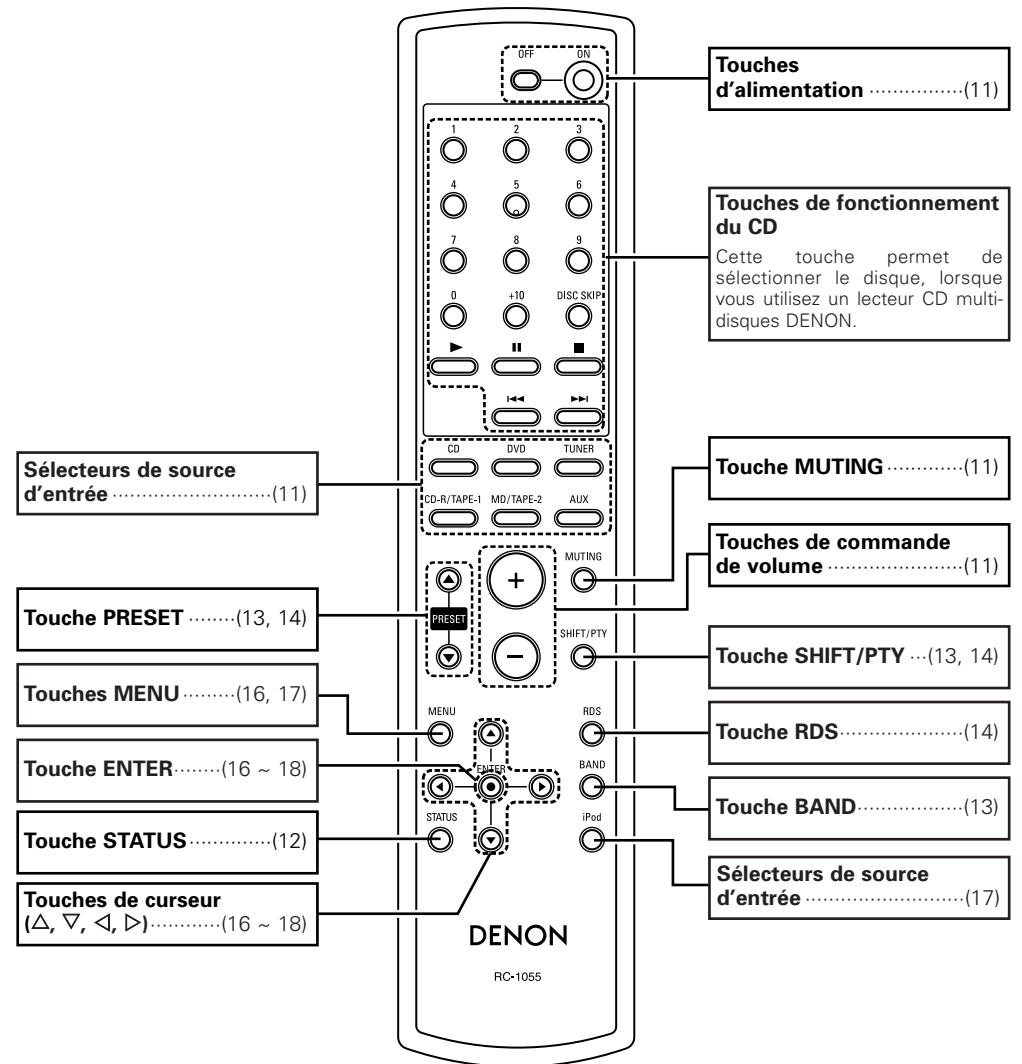 OFF ON
Touches
d'alimentation ················(11)
1 2 3
4 5 6
7 8 9
0 +10 DISC SKIP
Touches de fonctionnement
du CD
Cette touche permet de
sélectionner le disque, lorsque
vous utilisez un lecteur CD multi-
disques DENON.
CD DVD TUNER
CD-R/TAPE-1 MD/TAPE-2 AUX
Sélecteurs de source
d'entrée ··························(11)
MUTING
Touche MUTING ·············(11)
Touches de commande
de volume ······················(11)
+
PRESET
−
Touche PRESET ········(13, 14)
SHIFT/PTY
Touche SHIFT/PTY ···(13, 14)
MENU
Touches MENU ·········(16, 17)
RDS
Touche RDS ····················(14)
ENTER
Touche ENTER ········(16 ~ 18)
BAND
Touche BAND ·················(13)
STATUS
Touche STATUS ·············(12)
iPod
Sélecteurs de source
d'entrée ··························(17)
Touches de curseur
(△, ▽, ◁, ▷) ············(16 ~ 18)
DENON
RC-1055